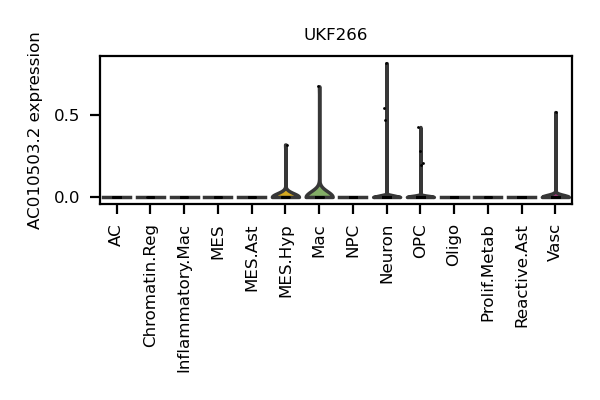 UKF266
AC010503.2 expression
0.5
0.0
AC
Chromatin.Reg
Inflammatory.Mac
MES
MES.Ast
MES.Hyp
Mac
NPC
Neuron
OPC
Oligo
Prolif.Metab
Reactive.Ast
Vasc